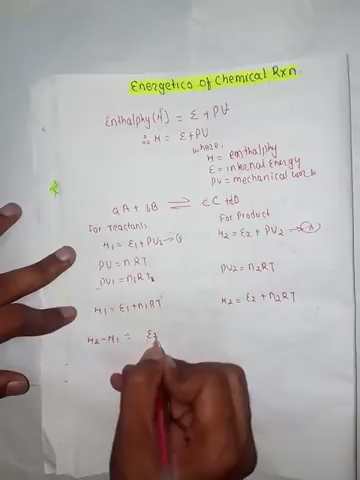 Energetics of Chemical Rxn
Enthalpy(H) = E + PV
∴ H = E + PV
where,
H = enthalpy
E = internal energy
PV = mechanical work
aA + bB ⇌ cC + dD
For reactants
For Product
H1 = E1 + PV2 → (i)
H2 = E2 + PV2 → (ii)
PV = nRT
PV1 = n1RT
PV2 = n2RT
H1 = E1 + n1RT
H2 = E2 + n2RT
H2 - H1 = E2